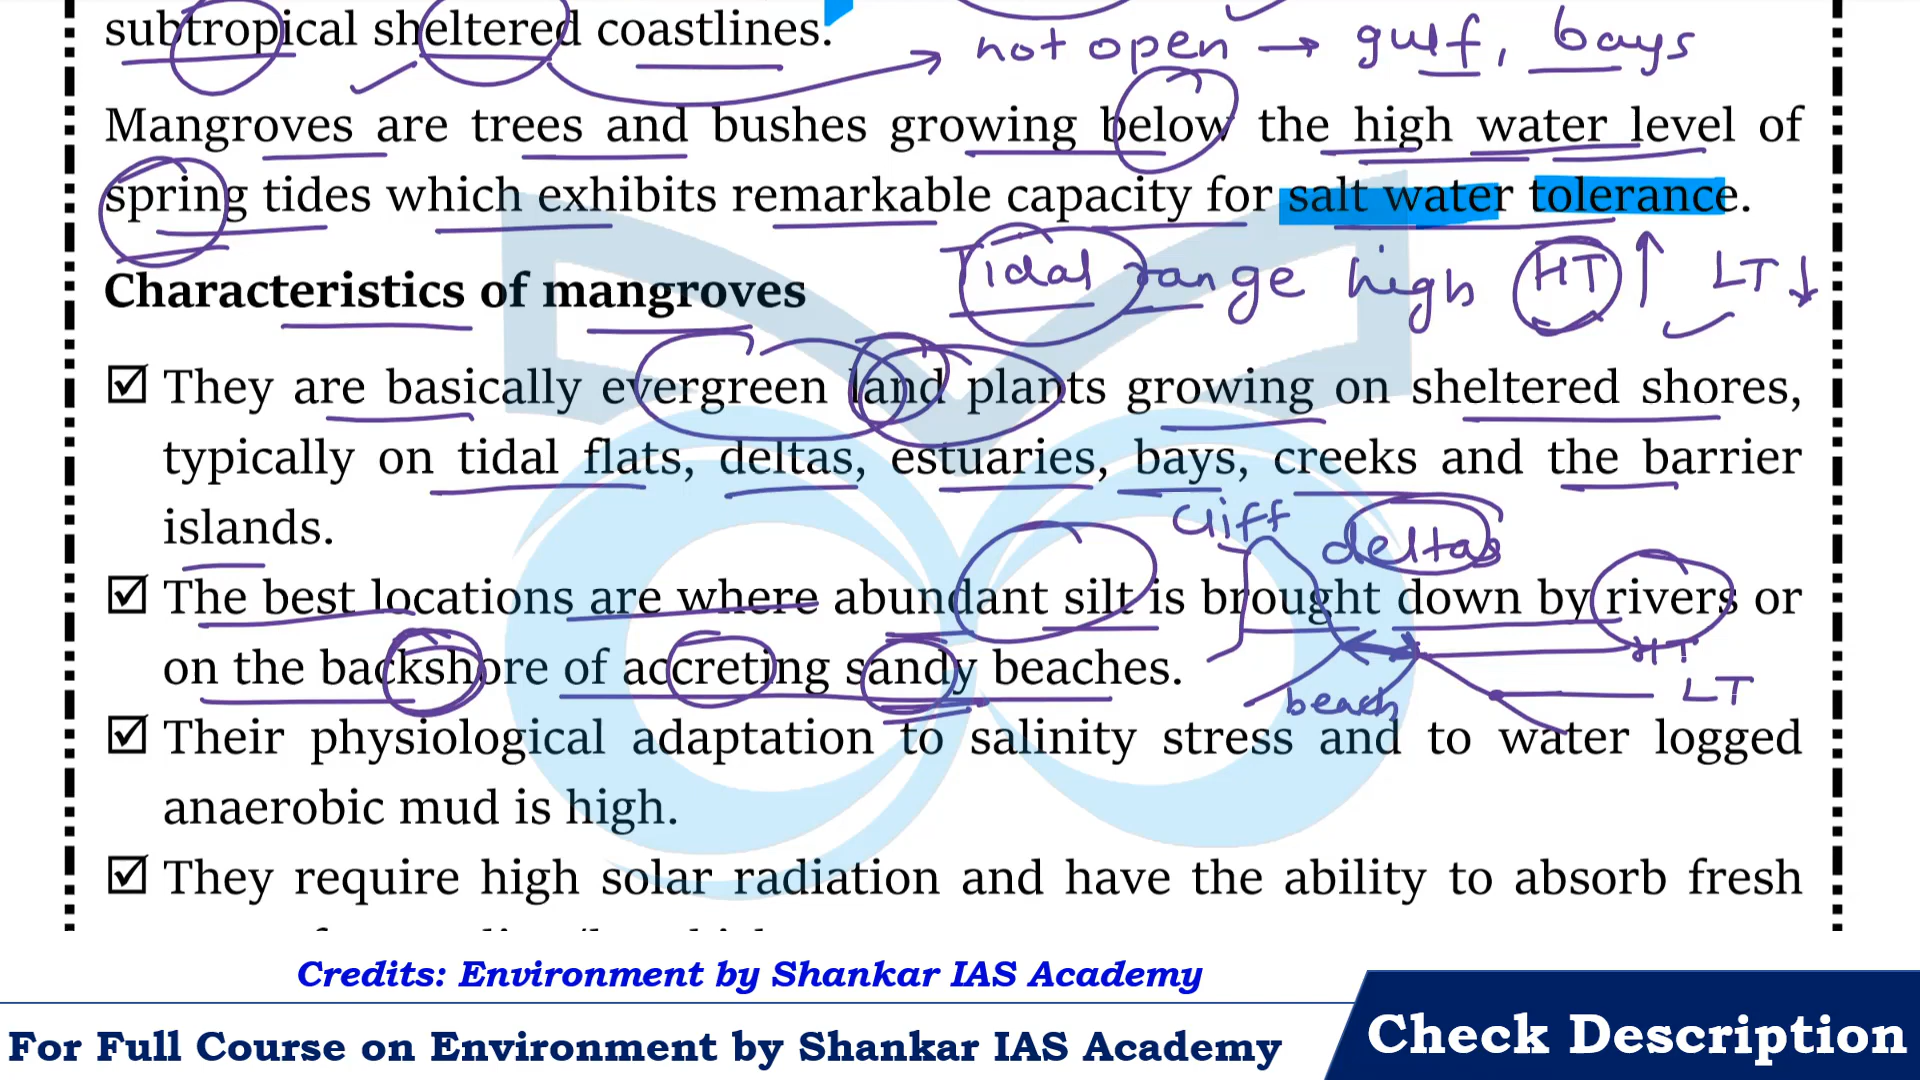 subtropical sheltered coastlines.
not open → gulf, bays
Mangroves are trees and bushes growing below the high water level of
spring tides which exhibits remarkable capacity for salt water tolerance.
Tidal range high HT ↑ LT ↓
Characteristics of mangroves
☑ They are basically evergreen land plants growing on sheltered shores,
typically on tidal flats, deltas, estuaries, bays, creeks and the barrier
islands.
cliff deltas
☑ The best locations are where abundant silt is brought down by rivers or
on the backshore of accreting sandy beaches.
HT
LT
beach
☑ Their physiological adaptation to salinity stress and to water logged
anaerobic mud is high.
☑ They require high solar radiation and have the ability to absorb fresh
Credits: Environment by Shankar IAS Academy
For Full Course on Environment by Shankar IAS Academy
Check Description